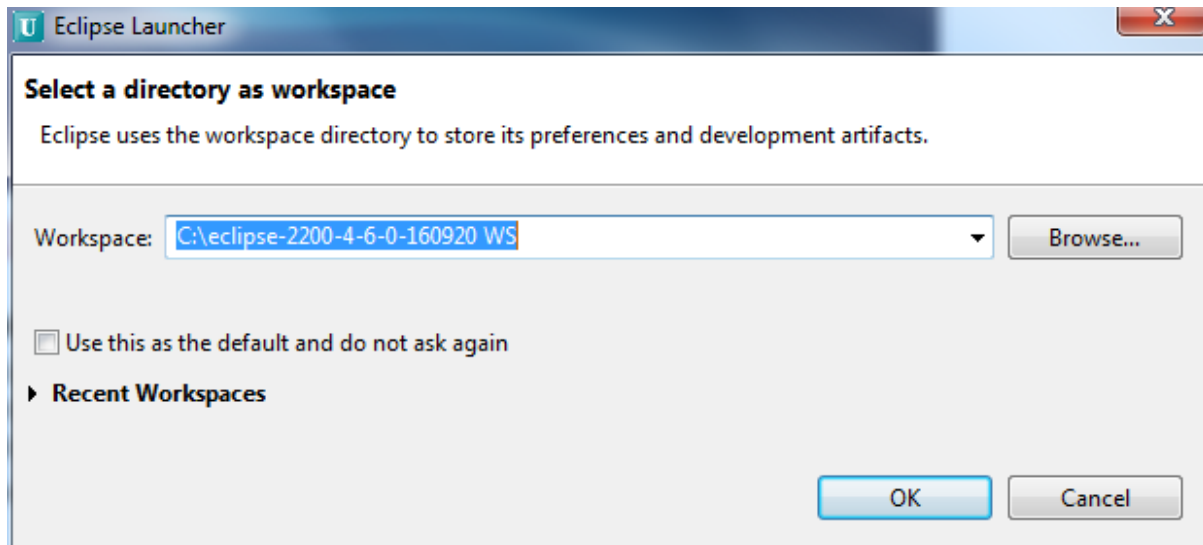 U Eclipse Launcher
X
Select a directory as workspace
Eclipse uses the workspace directory to store its preferences and development artifacts.
Workspace: C:\eclipse-2200-4-6-0-160920 WS Browse...
Use this as the default and do not ask again
Recent Workspaces
OK Cancel